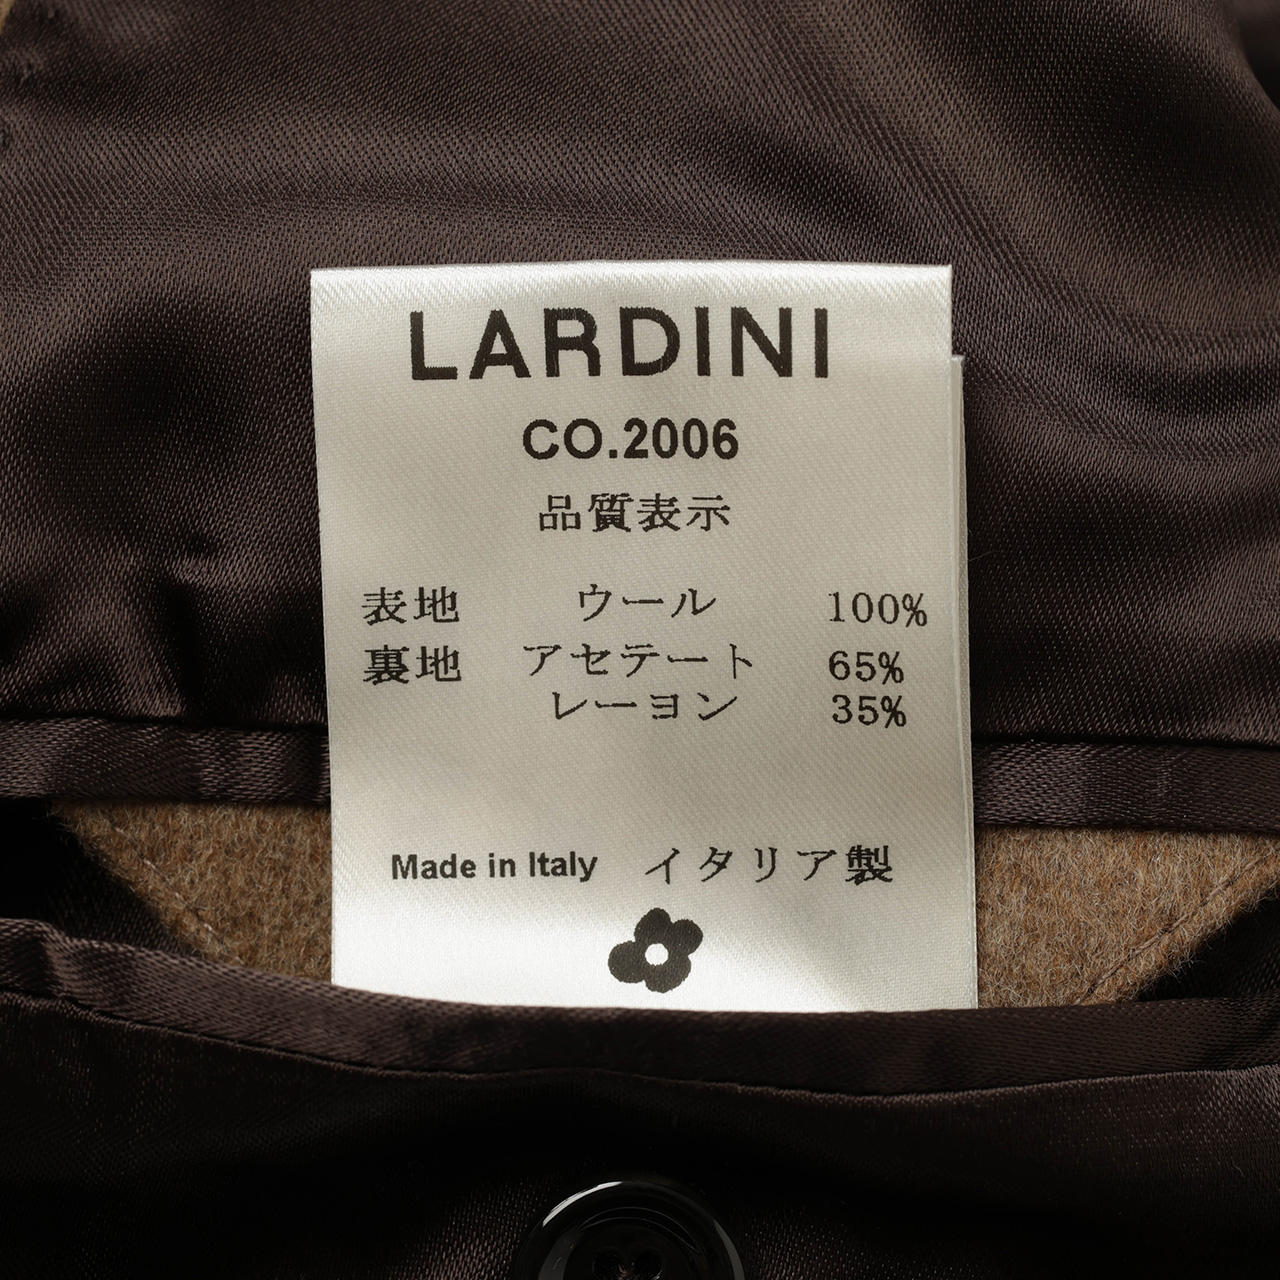 LARDINI
CO.2006
品質表示
表地 ウール 100%
裏地 アセテート 65%
レーヨン 35%
Made in Italy イタリア製